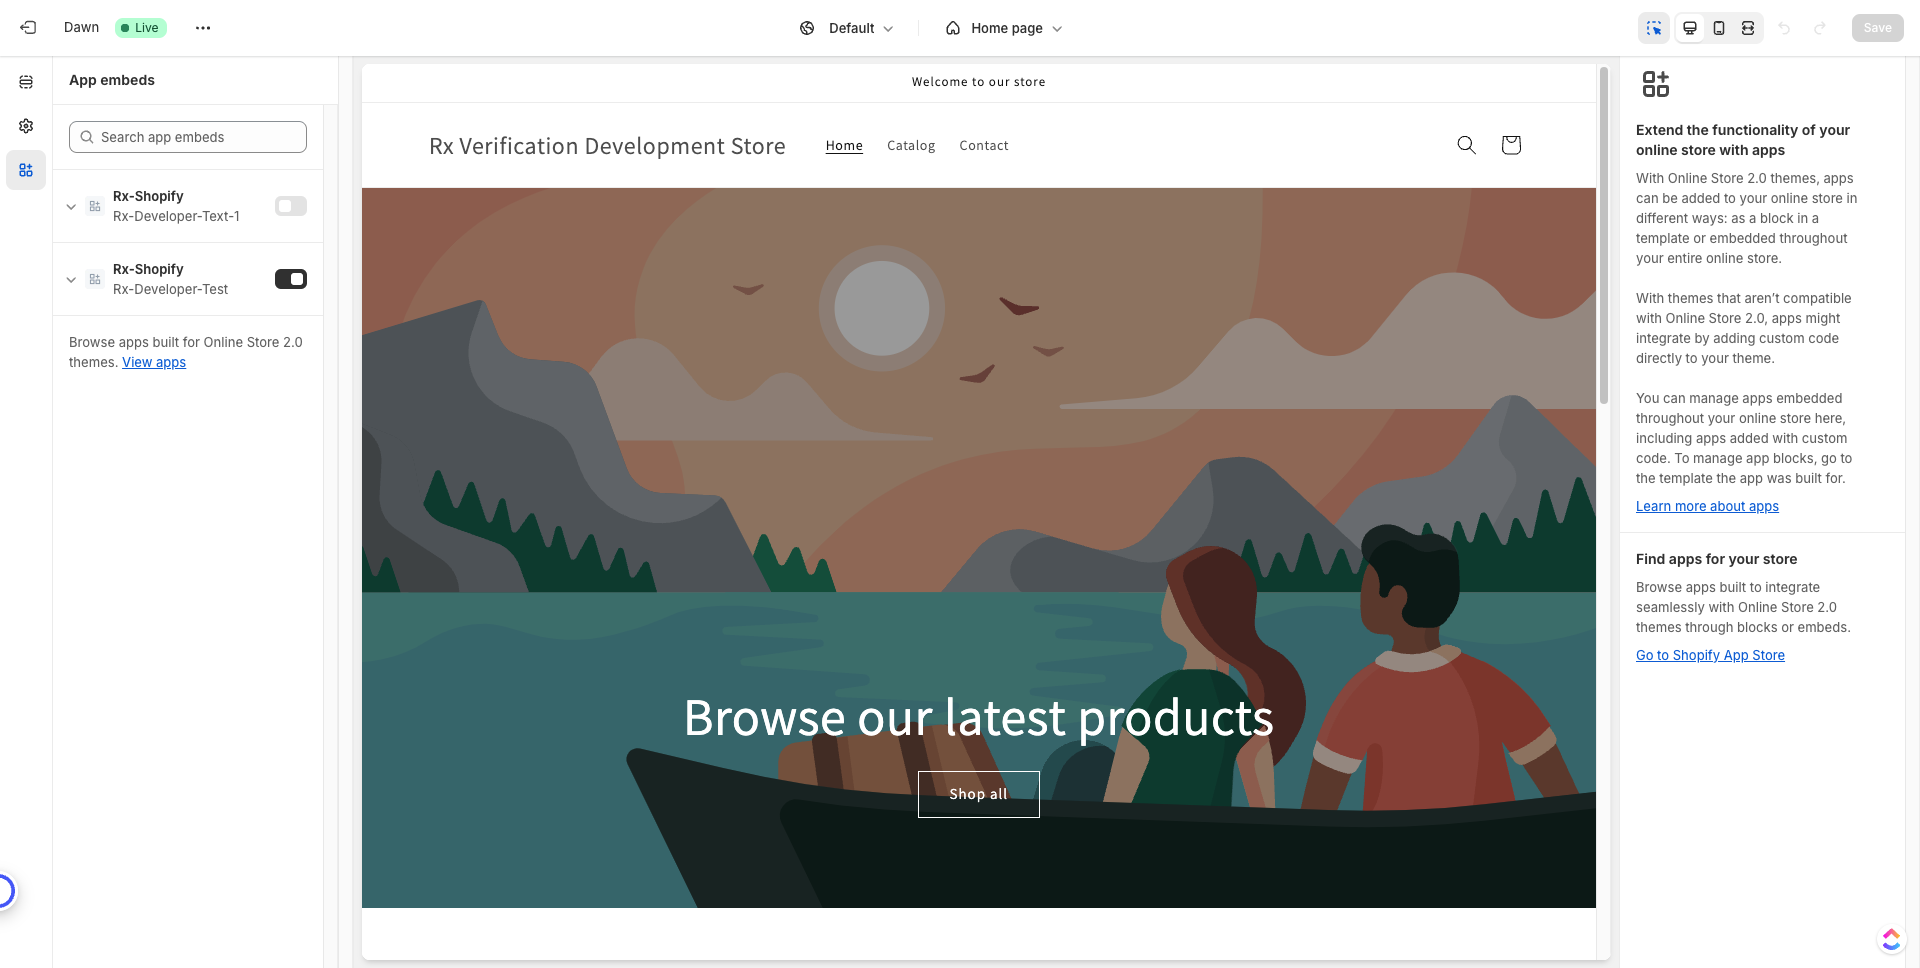 Dawn
Live
Default
Home page
Save
App embeds
Search app embeds
Rx-Shopify
Rx-Developer-Text-1
Rx-Shopify
Rx-Developer-Test
Browse apps built for Online Store 2.0
themes. View apps
Welcome to our store
Rx Verification Development Store
Home
Catalog
Contact
Browse our latest products
Shop all
Extend the functionality of your
online store with apps
With Online Store 2.0 themes, apps
can be added to your online store in
different ways: as a block in a
template or embedded throughout
your entire online store.
With themes that aren’t compatible
with Online Store 2.0, apps might
integrate by adding custom code
directly to your theme.
You can manage apps embedded
throughout your online store here,
including apps added with custom
code. To manage app blocks, go to
the template the app was built for.
Learn more about apps
Find apps for your store
Browse apps built to integrate
seamlessly with Online Store 2.0
themes through blocks or embeds.
Go to Shopify App Store